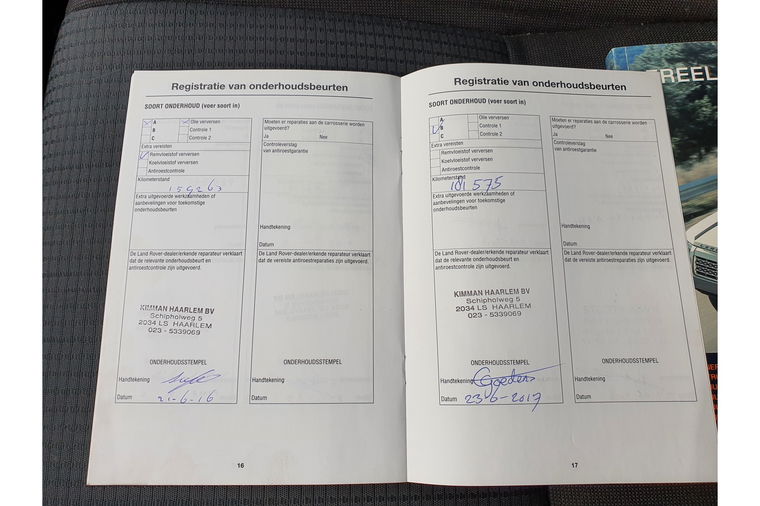 Registratie van onderhoudsbeurten
SOORT ONDERHOUD (voer soort in)
A
Olie verversen
B
Controle 1
C
Controle 2
Extra vereisten
Remvloeistof verversen
Koelvloeistof verversen
Antiroestcontrole
Kilometerstand
159263
Extra uitgevoerde werkzaamheden of
aanbevelingen voor toekomstige
onderhoudsbeurten
De Land Rover-dealer/erkende reparateur verklaart
dat de relevante onderhoudsbeurt en
antiroestcontrole zijn uitgevoerd.
KIMMAN HAARLEM BV
Schipholweg 5
2034 LS HAARLEM
023 - 5339069
ONDERHOUDSSTEMPEL
Handtekening
Datum 21-6-16
Moeten er reparaties aan de carrosserie worden
uitgevoerd?
Ja Nee
Controleverslag
van antiroestgarantie
Handtekening
Datum
De Land Rover-dealer/erkende reparateur verklaart
dat de vereiste antiroestreparaties zijn uitgevoerd.
ONDERHOUDSSTEMPEL
Handtekening
Datum
16
Registratie van onderhoudsbeurten
SOORT ONDERHOUD (voer soort in)
A
Olie verversen
B
Controle 1
C
Controle 2
Extra vereisten
Remvloeistof verversen
Koelvloeistof verversen
Antiroestcontrole
Kilometerstand
101 575
Extra uitgevoerde werkzaamheden of
aanbevelingen voor toekomstige
onderhoudsbeurten
De Land Rover-dealer/erkende reparateur verklaart
dat de relevante onderhoudsbeurt en
antiroestcontrole zijn uitgevoerd.
KIMMAN HAARLEM BV
Schipholweg 5
2034 LS HAARLEM
023 - 5339069
ONDERHOUDSSTEMPEL
Handtekening
Datum 23-6-2017
Moeten er reparaties aan de carrosserie worden
uitgevoerd?
Ja Nee
Controleverslag
van antiroestgarantie
Handtekening
Datum
De Land Rover-dealer/erkende reparateur verklaart
dat de vereiste antiroestreparaties zijn uitgevoerd.
ONDERHOUDSSTEMPEL
Handtekening
Datum
17
REEL